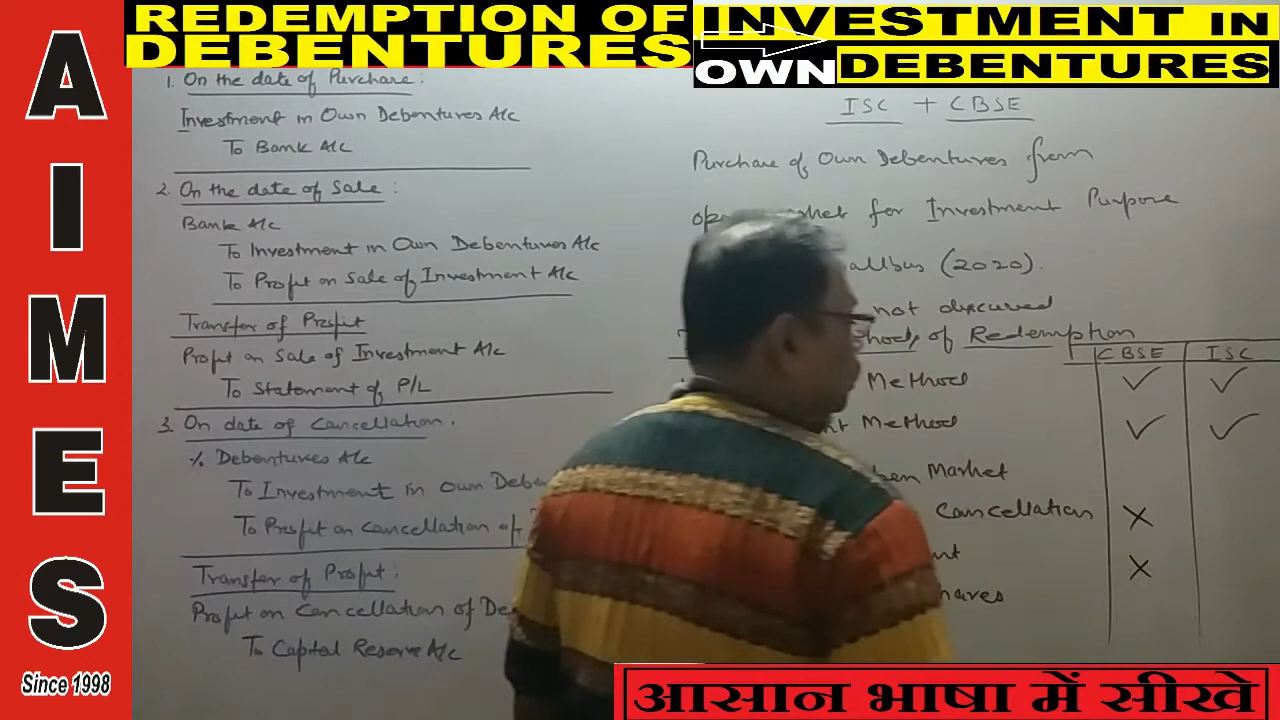 AIMES
Since 1998
REDEMPTION OF
DEBENTURES
INVESTMENT IN
OWN DEBENTURES
1. On the date of Purchase:
Investment in Own Debentures A/c
To Bank A/c
2. On the date of Sale:
Bank A/c
To Investment in Own Debentures A/c
To Profit on Sale of Investment A/c
Transfer of Profit
Profit on Sale of Investment A/c
To Statement of P/L
3. On date of Cancellation.
% Debentures A/c
To Investment in Own Deben
To Profit on Cancellation of
Transfer of Profit:
Profit on Cancellation of De
To Capital Reserve A/c
ISC + CBSE
Purchase of Own Debentures from
for Investment Purpose
(2020).
not discussed
of Redemption
CBSE ISC
Method ✓ ✓
Method ✓ ✓
Market
Cancellation ×
×
आसान भाषा में सीखे